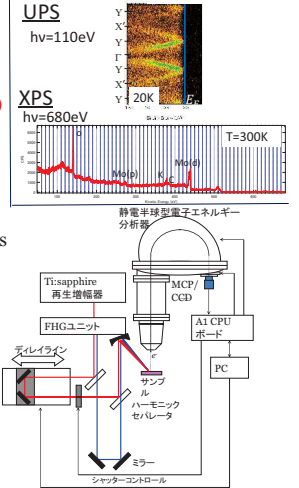 UPS
hν=110eV
Y
X'
Y
Γ
Y
X'
Y
20K
E_F
XPS
hν=680eV
T=300K
O
Mo(d)
Mo(p)
K
C
静電半球型電子エネルギー
分析器
s
Ti:sapphire
再生増幅器
MCP/
CCD
FHGユニット
A1 CPU
ボード
e-
ディレイライン
PC
サンプ
ル
ハーモニック
セパレータ
ミラー
シャッターコントロール